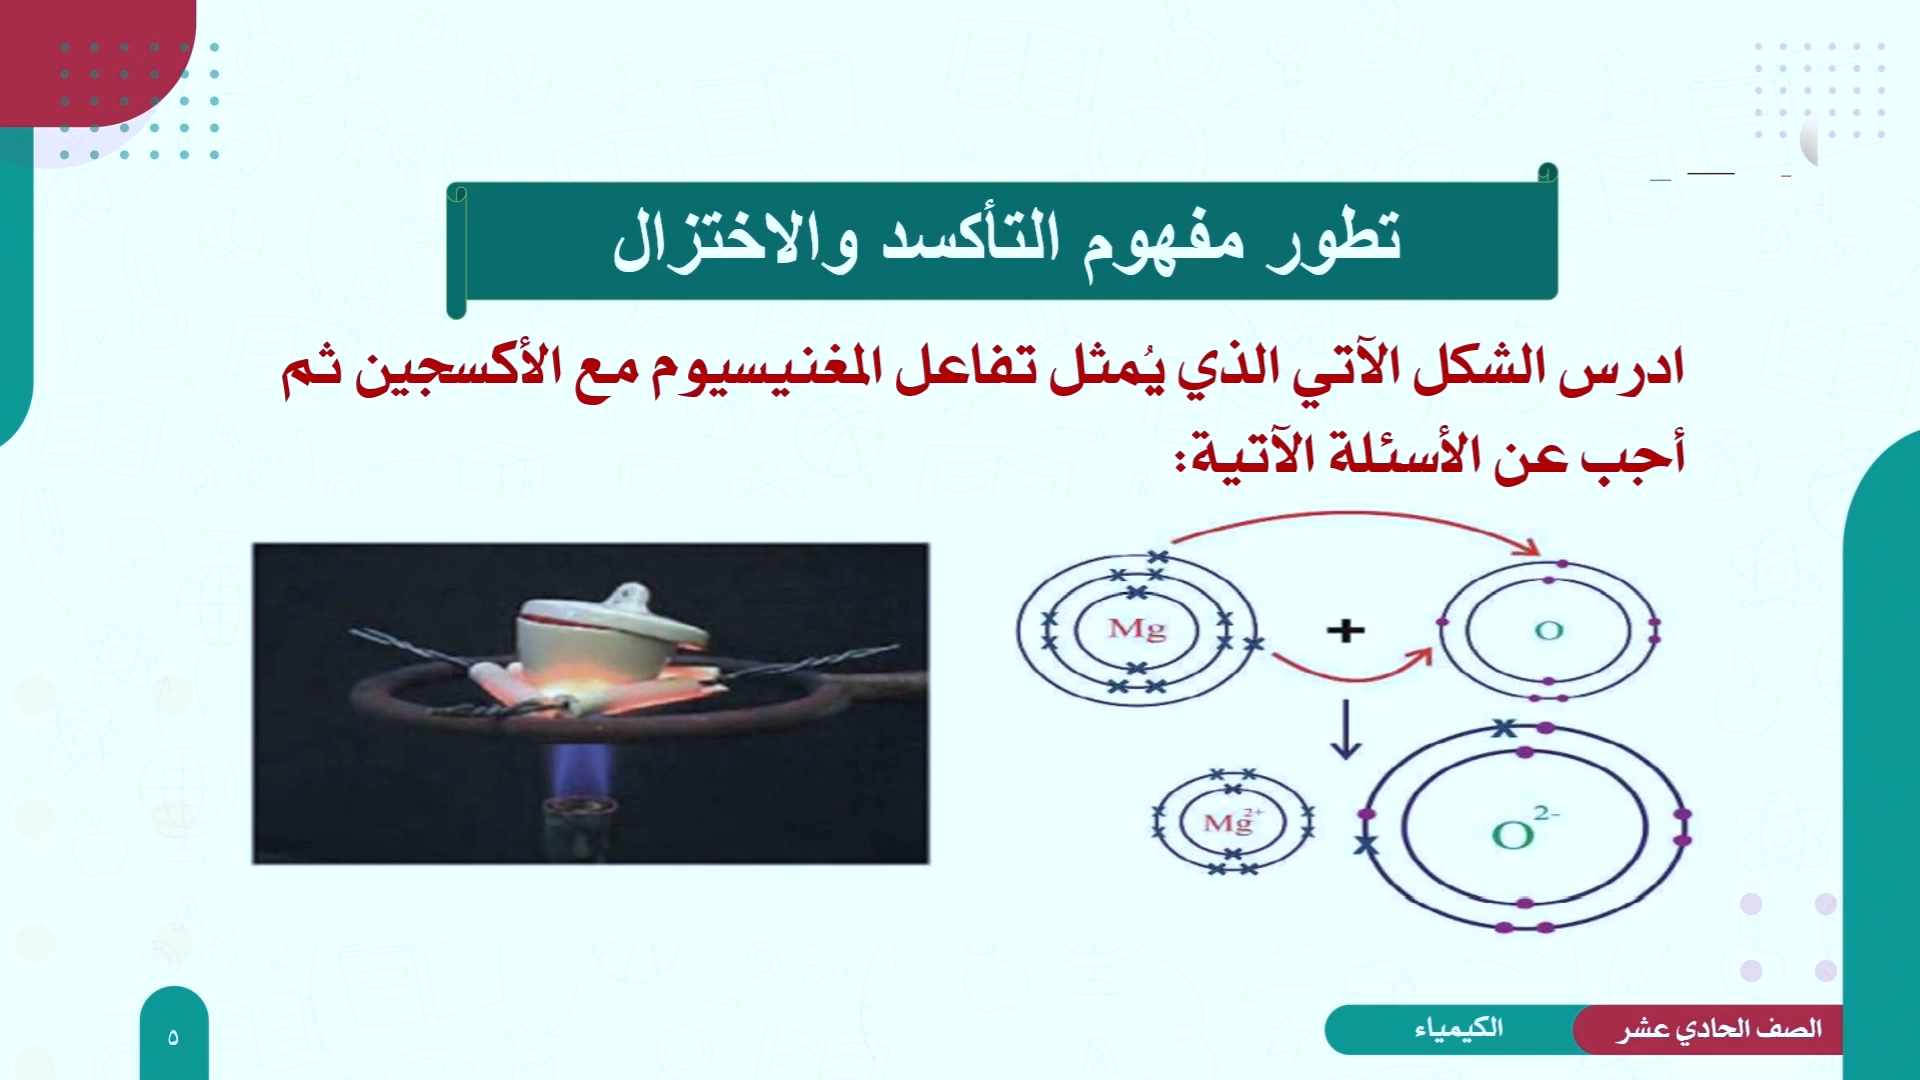 تطور مفهوم التأكسد والاختزال
ادرس الشكل الآتي الذي يُمثل تفاعل المغنيسيوم مع الأكسجين ثم
أجب عن الأسئلة الآتية:
Mg
+
O
Mg2+
O2-
الصف الحادي عشر
الكيمياء
٥